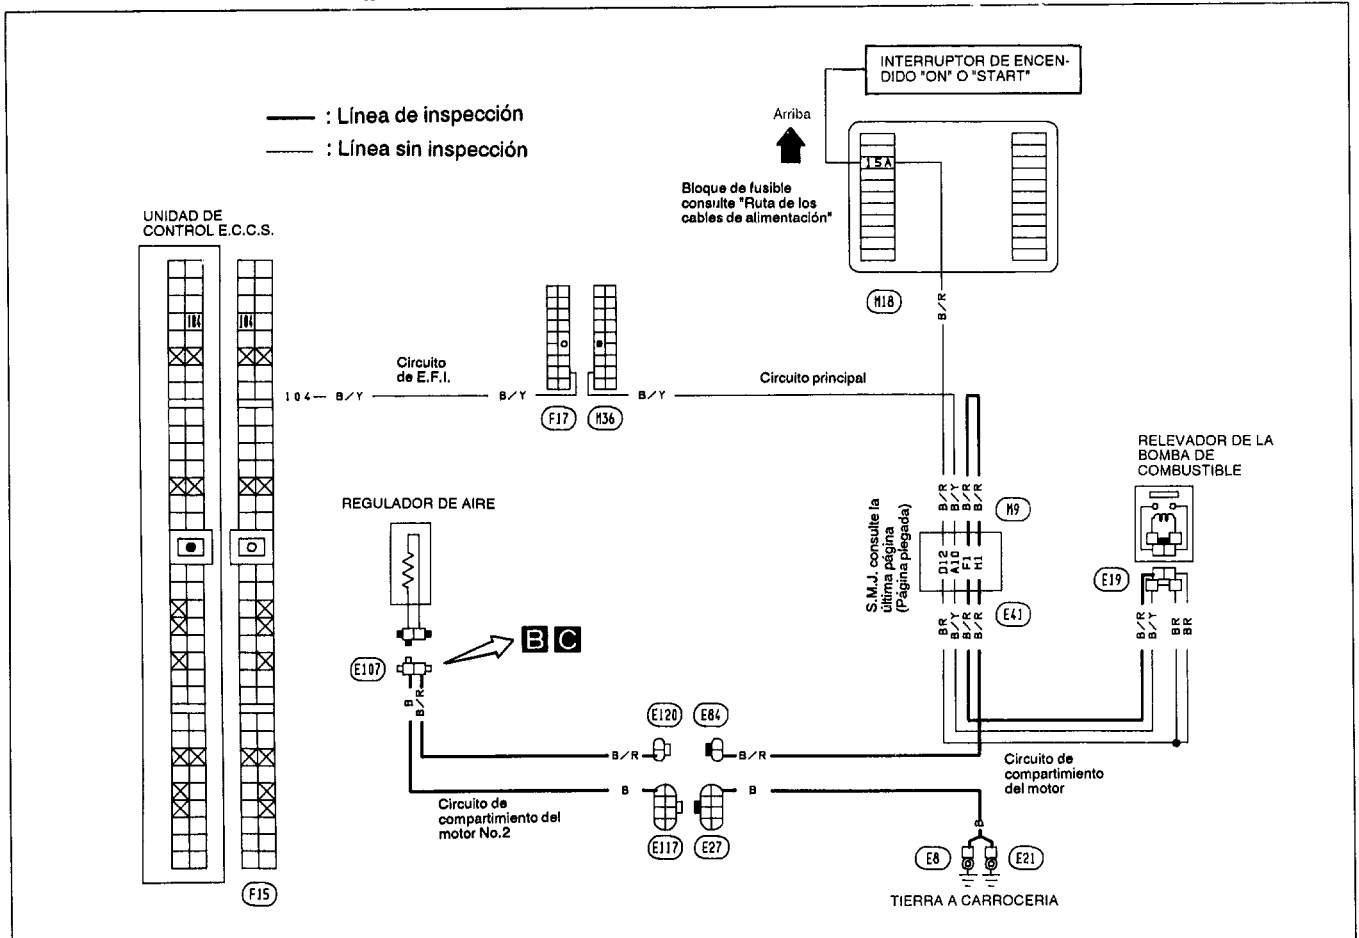 INTERRUPTOR DE ENCEN-
DIDO "ON" O "START"
: Línea de inspección
: Línea sin inspección
Arriba
15A
Bloque de fusible
consulte "Ruta de los
cables de alimentación"
UNIDAD DE
CONTROL E.C.C.S.
M18
B/R
104
104
Circuito
de E.F.I.
Circuito principal
104
B/Y
B/Y
B/Y
F17
M36
RELEVADOR DE LA
BOMBA DE
COMBUSTIBLE
REGULADOR DE AIRE
B/R
B/Y
B/R
B/R
M9
S.M.J. consulte la
última página
(Página plegada)
D12
A10
F1
H1
E19
E41
BR
B/Y
B/R
B/R
B/R
B/Y
BR
BR
B C
E107
B
B/R
E120
E84
B/R
B/R
Circuito de
compartimiento
del motor
B
B
Circuito de
compartimiento del
motor No.2
B
E117
E27
E8
E21
F15
TIERRA A CARROCERIA